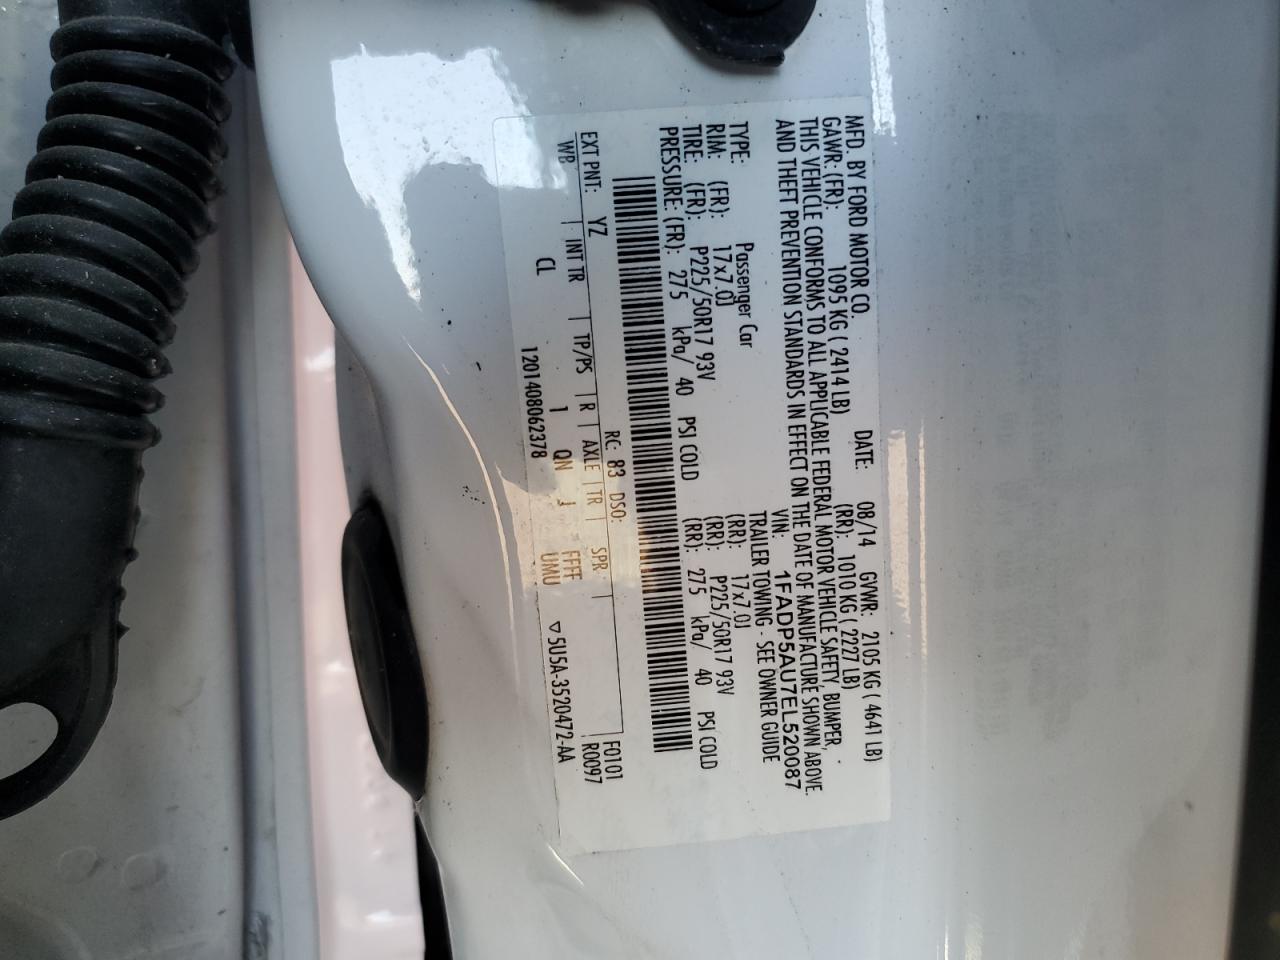 MFD. BY FORD MOTOR CO. DATE: 08/14 GVWR: 2105 KG ( 4641 LB)
GAWR: (FR): 1095 KG ( 2414 LB) (RR): 1010 KG ( 2227 LB)
THIS VEHICLE CONFORMS TO ALL APPLICABLE FEDERAL MOTOR VEHICLE SAFETY, BUMPER,
AND THEFT PREVENTION STANDARDS IN EFFECT ON THE DATE OF MANUFACTURE SHOWN ABOVE.
VIN: 1FADP5AU7EL520087
TYPE: Passenger Car TRAILER TOWING - SEE OWNER GUIDE
RIM: (FR): 17x7.0J (RR): 17x7.0J
TIRE: (FR): P225/50R17 93V (RR): P225/50R17 93V
PRESSURE: (FR): 275 kPa/ 40 PSI COLD (RR): 275 kPa/ 40 PSI COLD
F0101
EXT PNT: YZ RC: 83 DSO: R0097
WB INT TR TP/PS R AXLE TR SPR
CL 1 QN J FFFF
UMU
1201408062378 ▽5U5A-3520472-AA